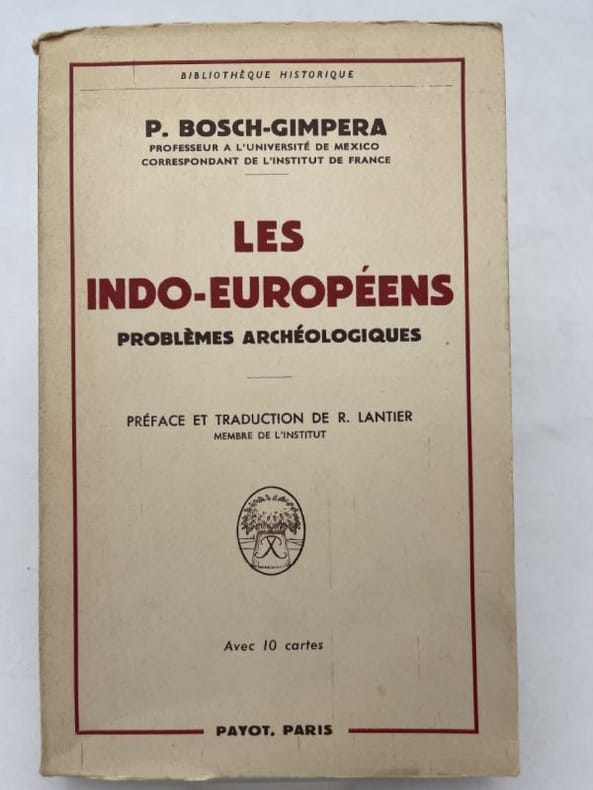 BIBLIOTHÈQUE HISTORIQUE
P. BOSCH-GIMPERA
PROFESSEUR A L'UNIVERSITÉ DE MEXICO
CORRESPONDANT DE L'INSTITUT DE FRANCE
LES
INDO-EUROPÉENS
PROBLÈMES ARCHÉOLOGIQUES
PRÉFACE ET TRADUCTION DE R. LANTIER
MEMBRE DE L'INSTITUT
Avec 10 cartes
PAYOT, PARIS